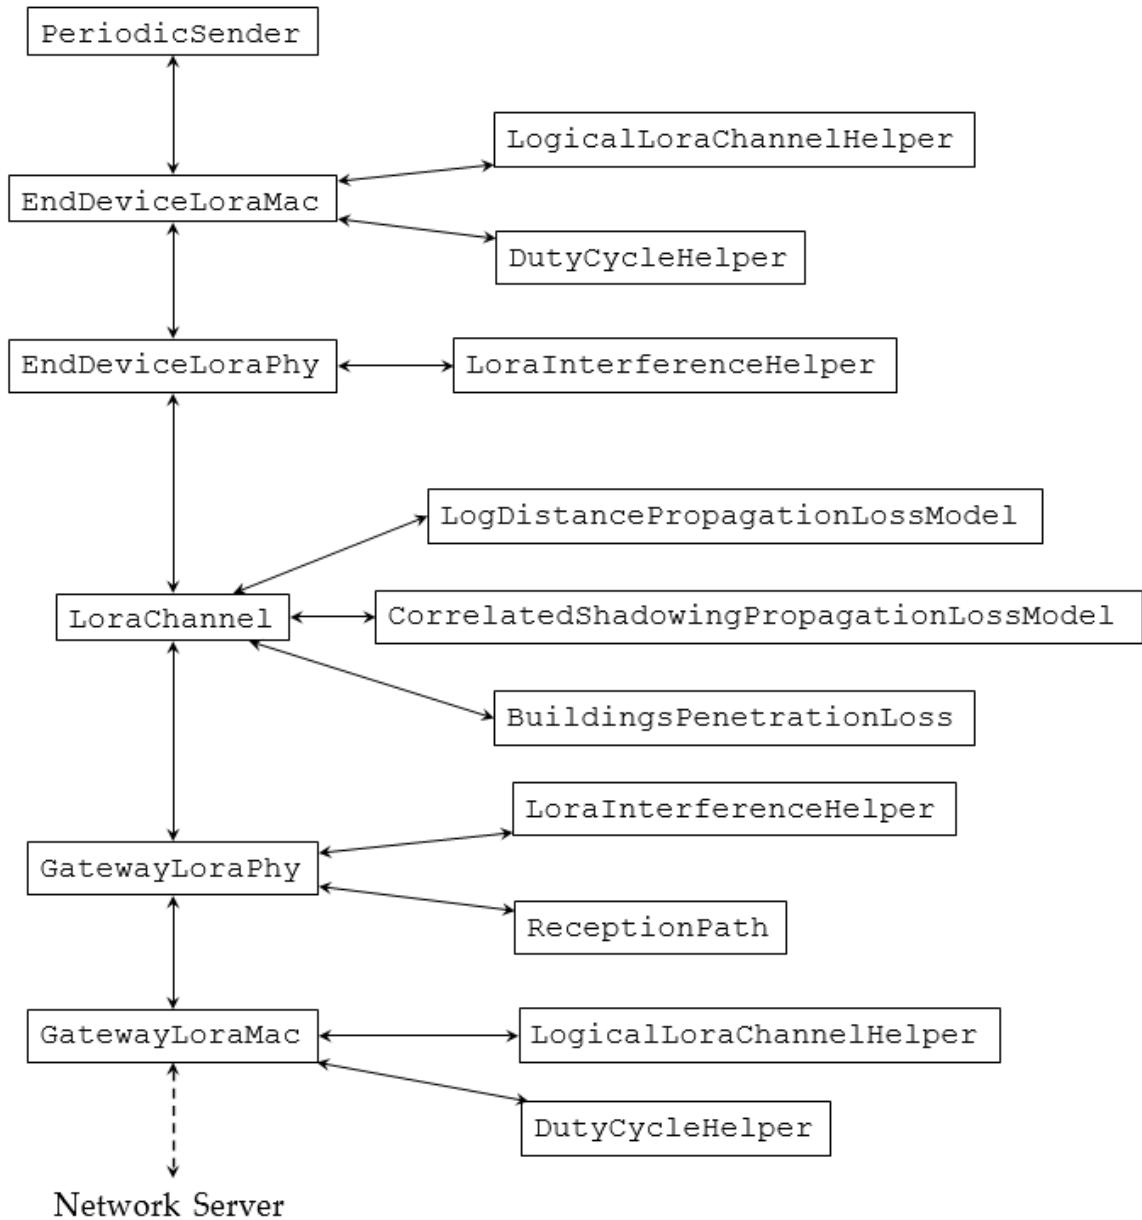 PeriodicSender
LogicalLoraChannelHelper
EndDeviceLoraMac
DutyCycleHelper
EndDeviceLoraPhy
LoraInterferenceHelper
LogDistancePropagationLossModel
LoraChannel
CorrelatedShadowingPropagationLossModel
BuildingsPenetrationLoss
LoraInterferenceHelper
GatewayLoraPhy
ReceptionPath
GatewayLoraMac
LogicalLoraChannelHelper
DutyCycleHelper
Network Server